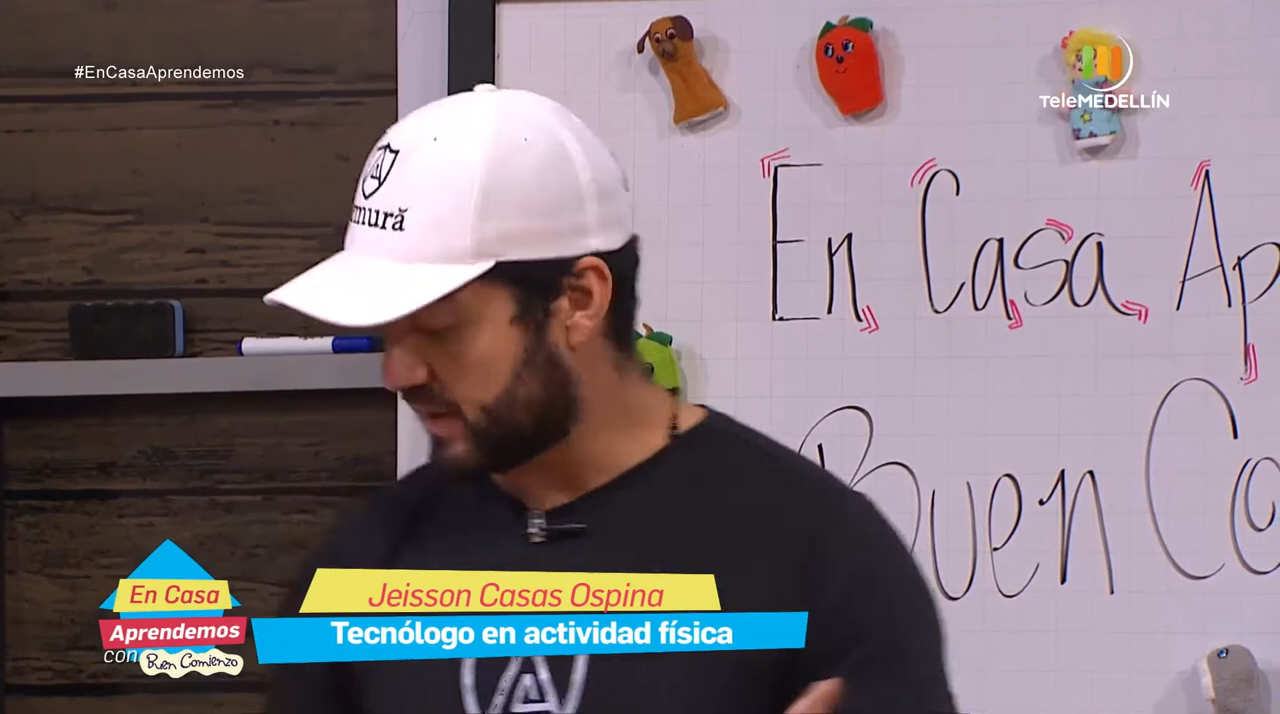 #EnCasaAprendemos
TeleMEDELLÍN
En Casa Ap
Buen Co
En Casa
Aprendemos
con Buen Comienzo
Jeisson Casas Ospina
Tecnólogo en actividad física